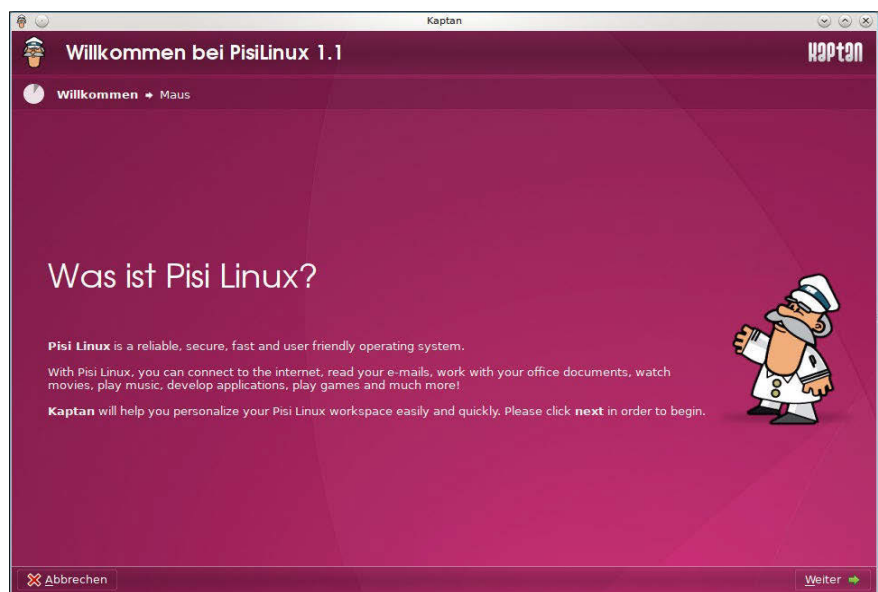 Kaptan
Willkommen bei PisiLinux 1.1
Kaptan
Willkommen → Maus
Was ist Pisi Linux?
Pisi Linux is a reliable, secure, fast and user friendly operating system.
With Pisi Linux, you can connect to the internet, read your e-mails, work with your office documents, watch
movies, play music, develop applications, play games and much more!
Kaptan will help you personalize your Pisi Linux workspace easily and quickly. Please click next in order to begin.
P
Abbrechen
Weiter